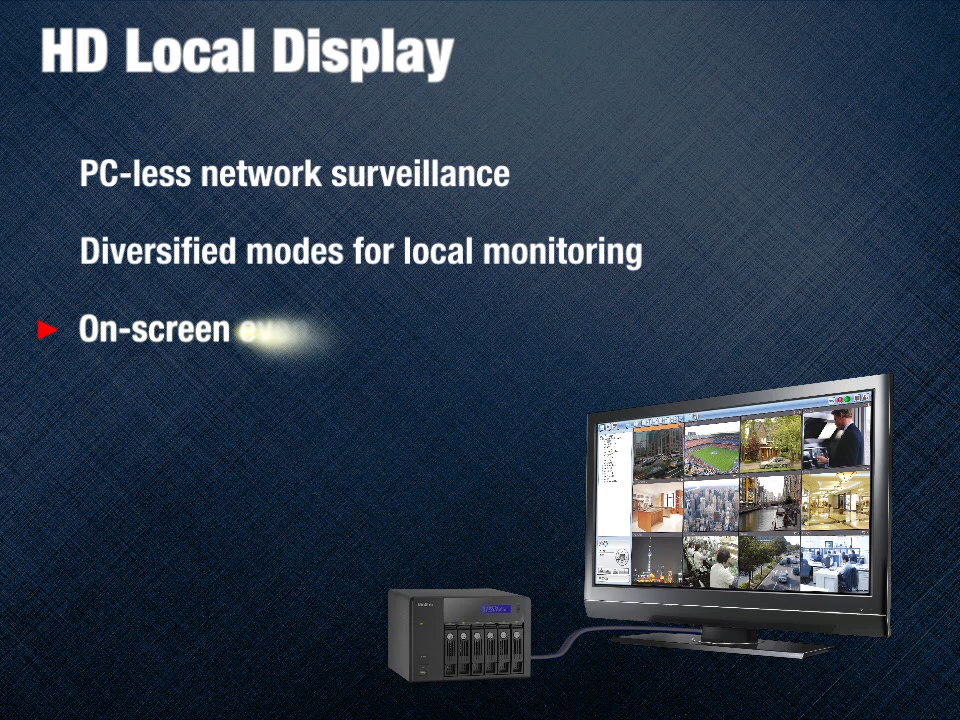 HD Local Display
PC-less network surveillance
Diversified modes for local monitoring
On-screen